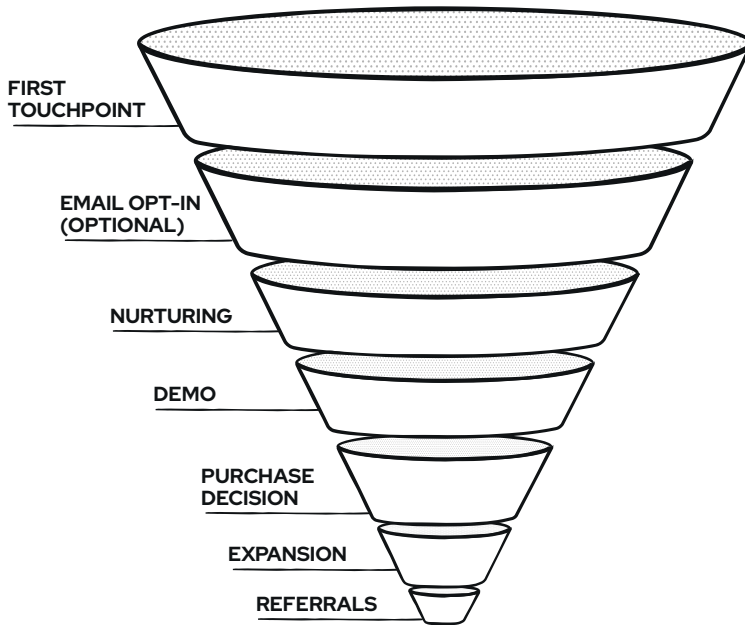 FIRST
TOUCHPOINT
EMAIL OPT-IN
(OPTIONAL)
NURTURING
DEMO
PURCHASE
DECISION
EXPANSION
REFERRALS